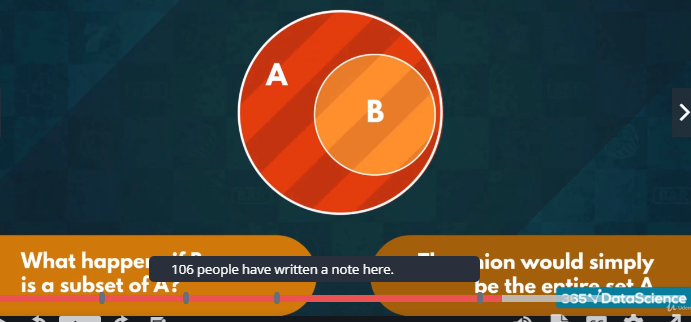 A
B
What happen
is a subset of A?
nion would simply
be the entire set A
106 people have written a note here.
365 DataScience